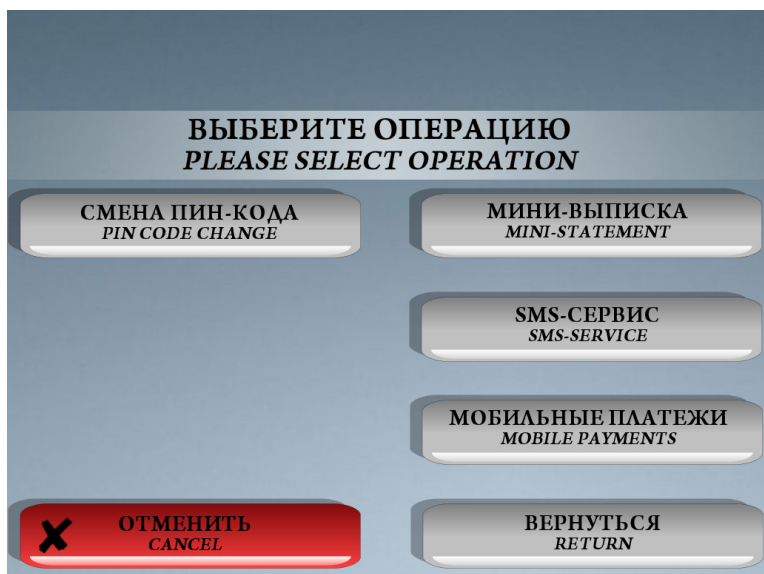 ВЫБЕРИТЕ ОПЕРАЦИЮ
PLEASE SELECT OPERATION
СМЕНА ПИН-КОДА
PIN CODE CHANGE
МИНИ-ВЫПИСКА
MINI-STATEMENT
SMS-СЕРВИС
SMS-SERVICE
МОБИЛЬНЫЕ ПЛАТЕЖИ
MOBILE PAYMENTS
ОТМЕНИТЬ
CANCEL
ВЕРНУТЬСЯ
RETURN